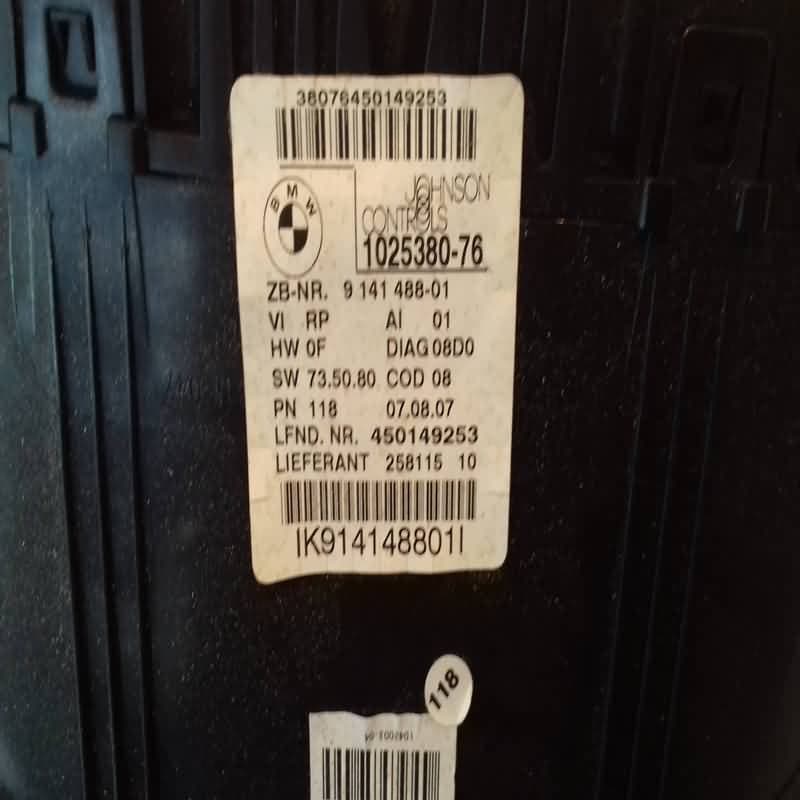 38076450149253
BMW
JOHNSON
&
CONTROLS
1025380-76
ZB-NR. 9 141 488-01
VI RP AI 01
HW 0F DIAG 08D0
SW 73.50.80 COD 08
PN 118 07.08.07
LFND. NR. 450149253
LIEFERANT 258115 10
IK914148801I
118